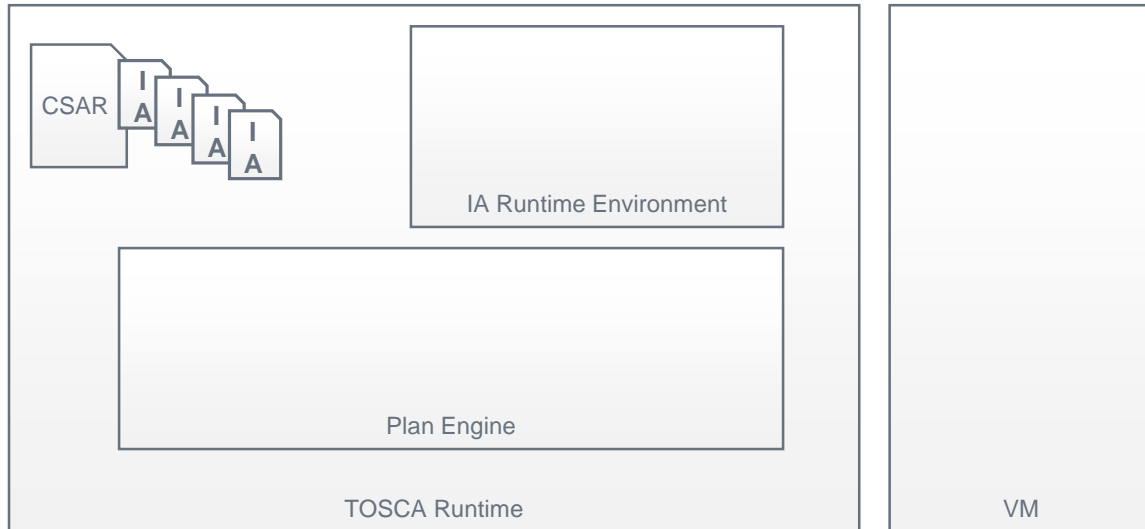 CSAR
I
A
I
A
I
A
I
A
IA Runtime Environment
Plan Engine
TOSCA Runtime
VM